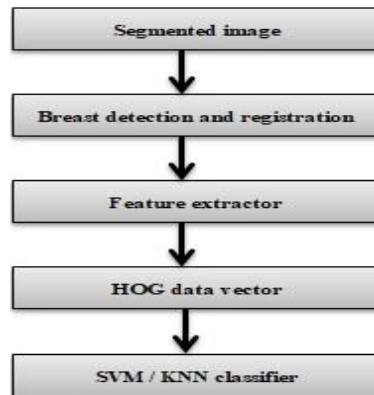 Segmented image
Breast detection and registration
Feature extractor
HOG data vector
SVM / KNN classifier